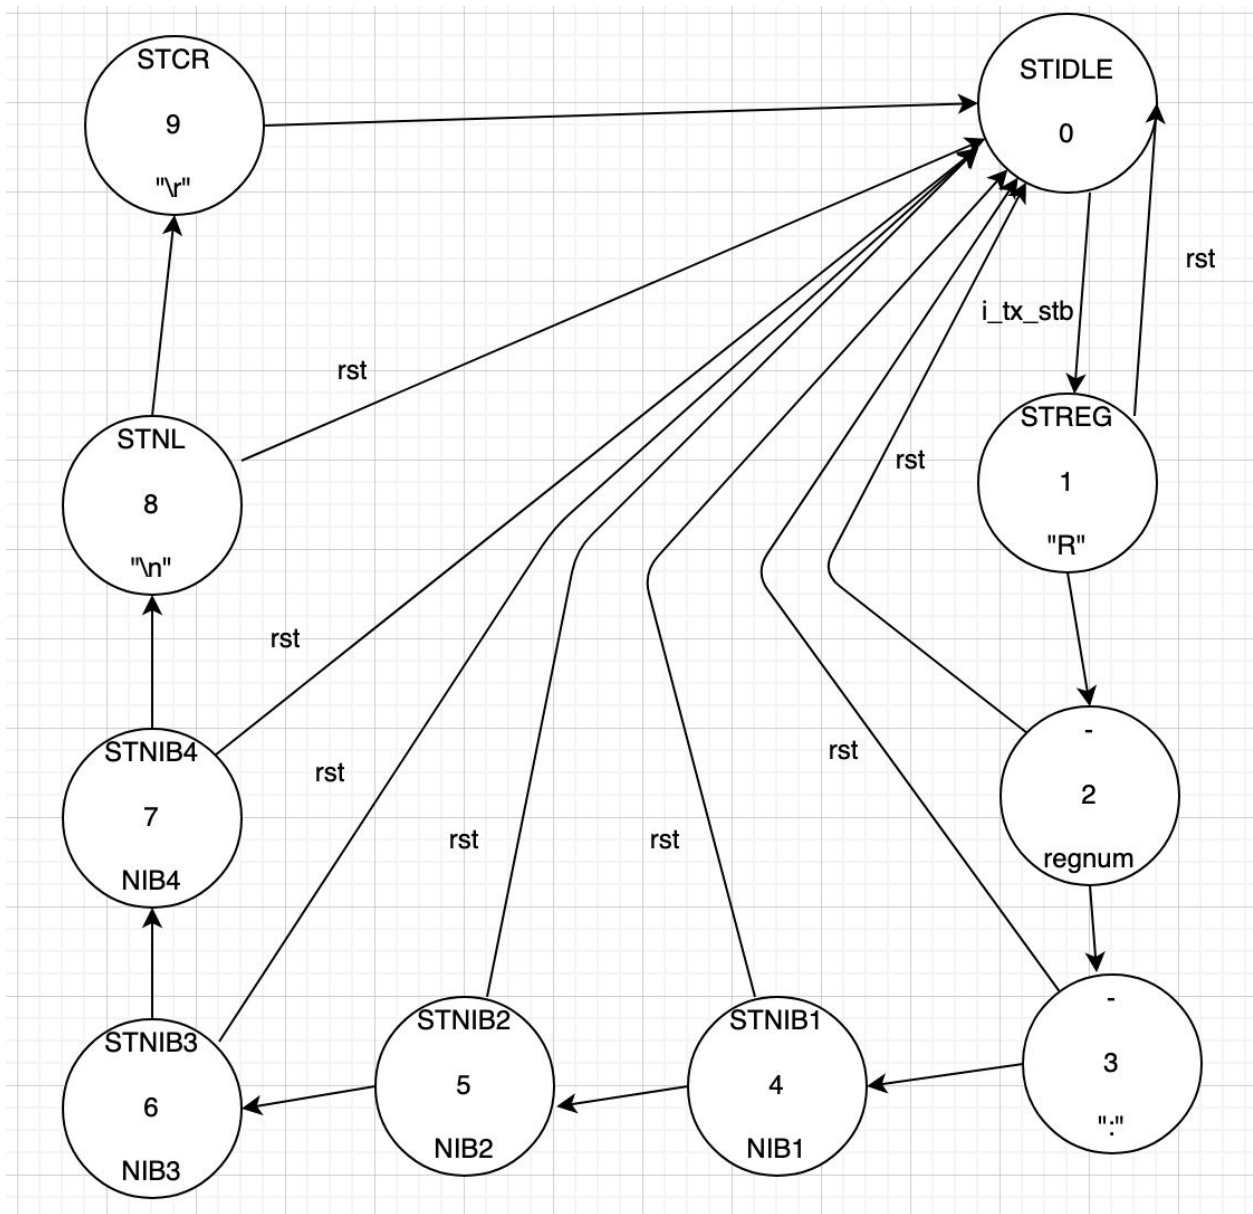 STCR
9
"\r"
STIDLE
0
rst
i_tx_stb
rst
STREG
1
"R"
rst
STNL
8
"\n"
rst
-
2
regnum
rst
STNIB4
7
NIB4
rst
rst
rst
-
3
":"
STNIB1
4
NIB1
STNIB2
5
NIB2
STNIB3
6
NIB3